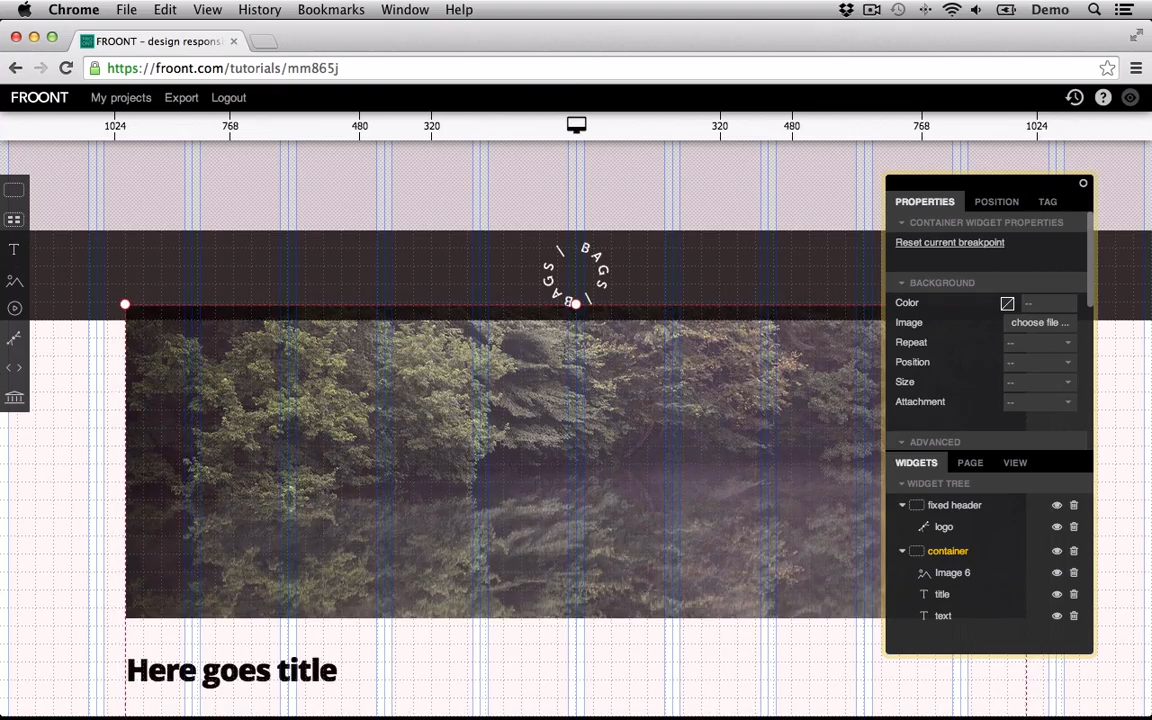 Chrome File Edit View History Bookmarks Window Help Demo
FROONT – design respons
https://froont.com/tutorials/mm865j
FROONT My projects Export Logout
1024 768 480 320 320 480 768 1024
BAGS / BAGS /
PROPERTIES POSITION TAG
CONTAINER WIDGET PROPERTIES
Reset current breakpoint
BACKGROUND
Color --
Image choose file ...
Repeat --
Position --
Size --
Attachment --
ADVANCED
WIDGETS PAGE VIEW
WIDGET TREE
fixed header
logo
container
Image 6
title
text
Here goes title